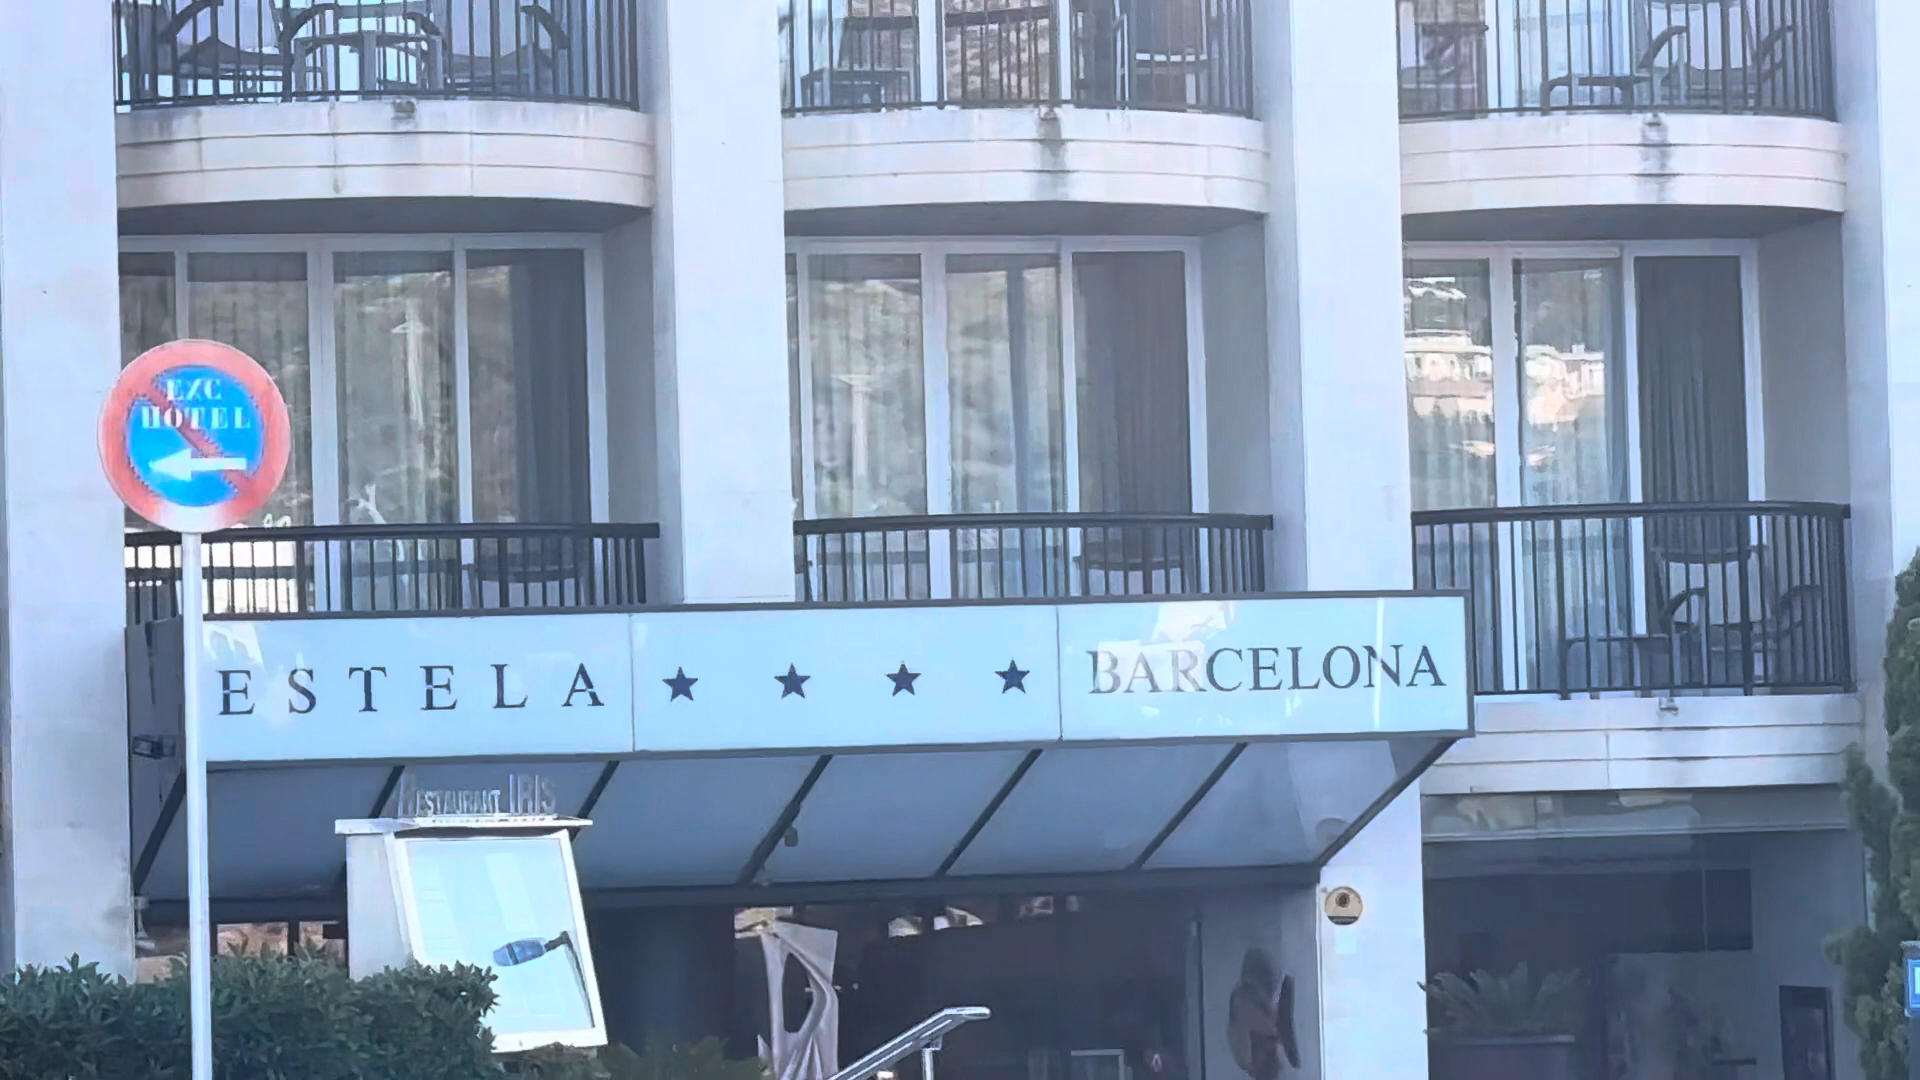 EXC
HOTEL
ESTELA ★ ★ ★ ★ BARCELONA
RESTAURANT IRIS